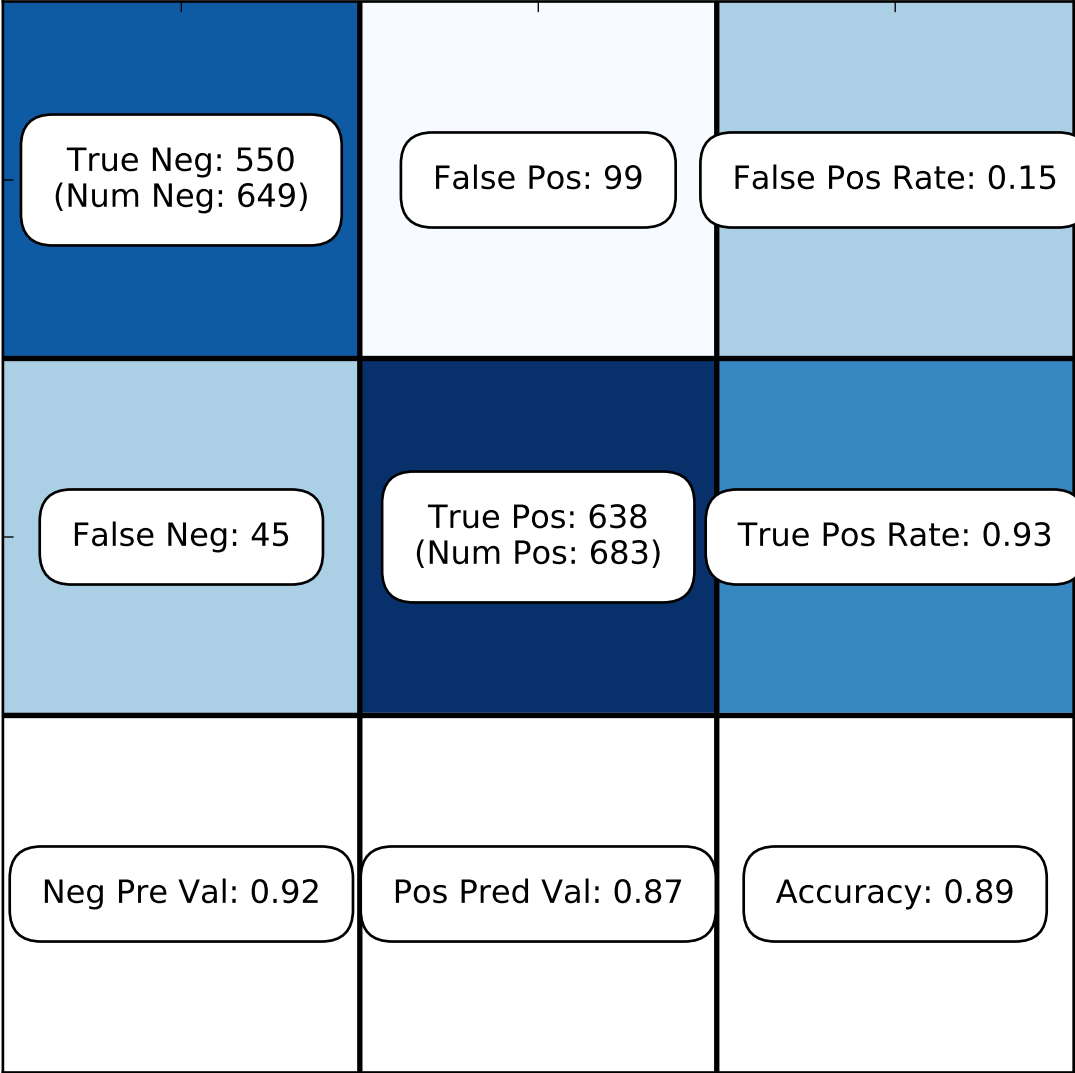 True Neg: 550
(Num Neg: 649)
False Pos: 99
False Pos Rate: 0.15
False Neg: 45
True Pos: 638
(Num Pos: 683)
True Pos Rate: 0.93
Neg Pre Val: 0.92
Pos Pred Val: 0.87
Accuracy: 0.89